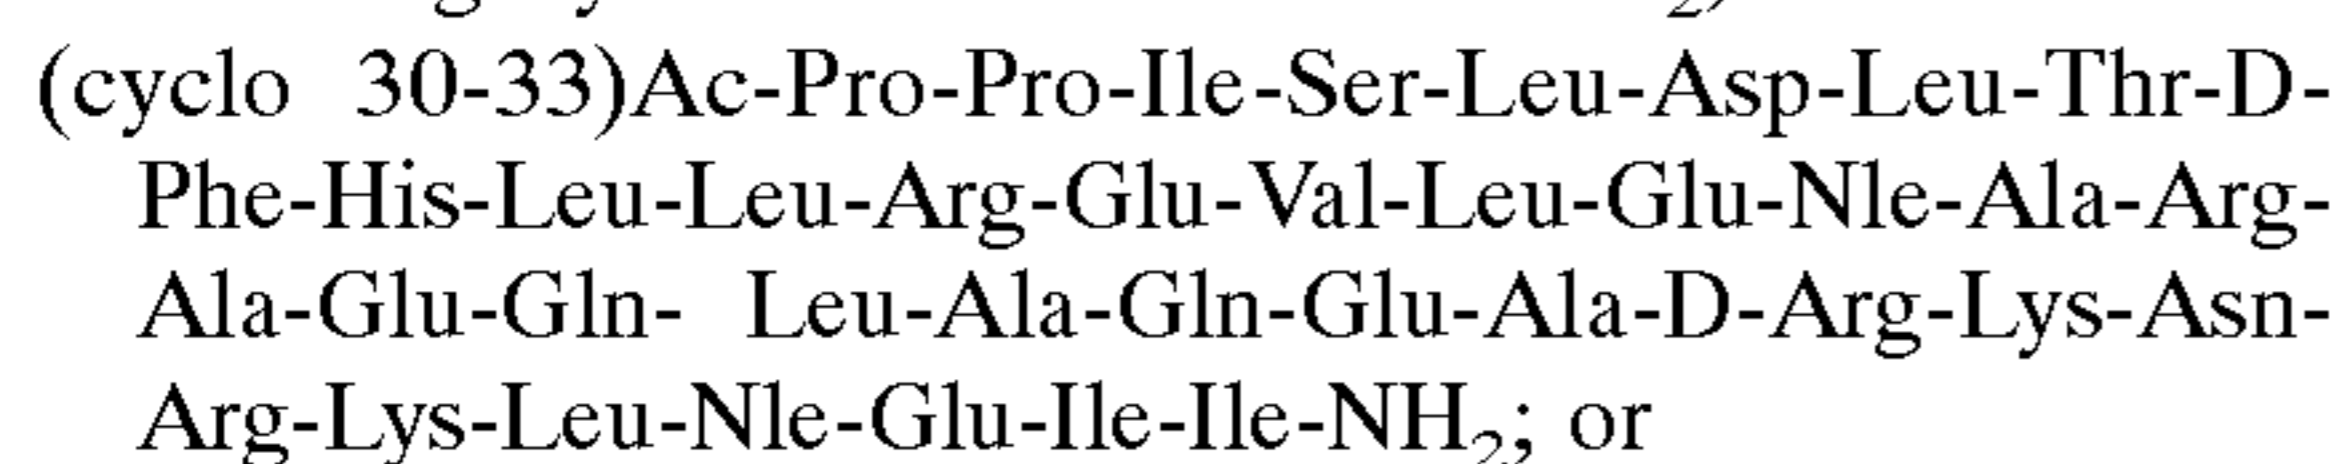 (cyclo 30-33)Ac-Pro-Pro-Ile-Ser-Leu-Asp-Leu-Thr-D-
Phe-His-Leu-Leu-Arg-Glu-Val-Leu-Glu-Nle-Ala-Arg-
Ala-Glu-Gln- Leu-Ala-Gln-Glu-Ala-D-Arg-Lys-Asn-
Arg-Lys-Leu-Nle-Glu-Ile-Ile-NH₂; or